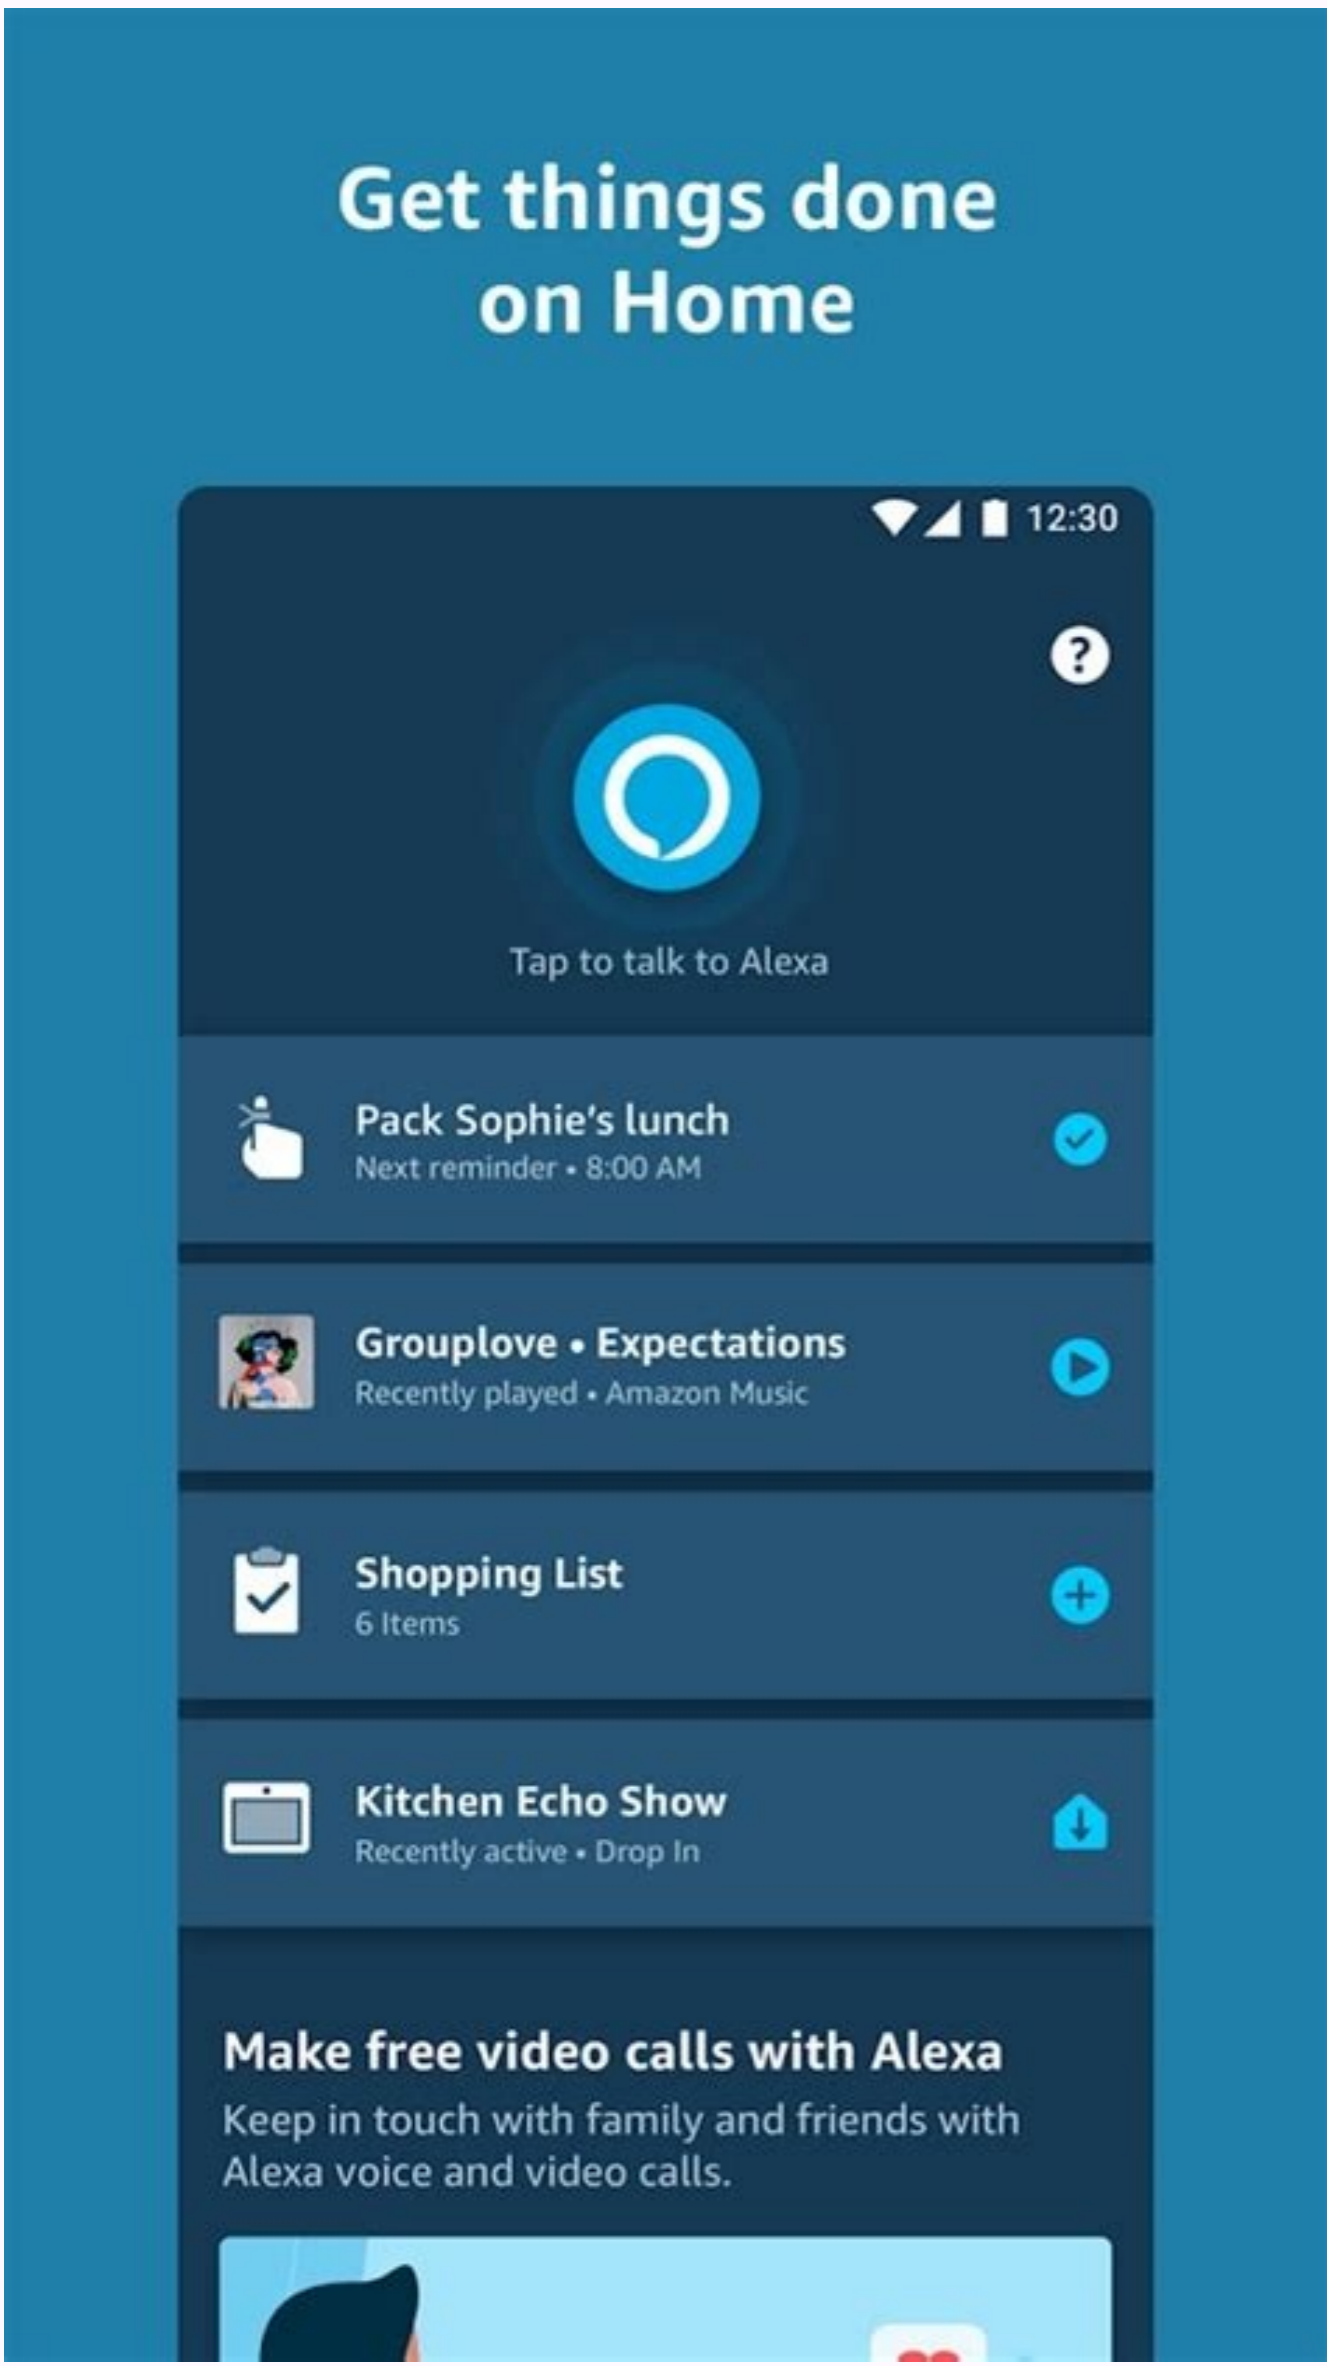 Get things done
on Home
12:30
?
Tap to talk to Alexa
Pack Sophie's lunch
Next reminder • 8:00 AM
Grouplove • Expectations
Recently played • Amazon Music
Shopping List
6 Items
Kitchen Echo Show
Recently active • Drop In
Make free video calls with Alexa
Keep in touch with family and friends with
Alexa voice and video calls.